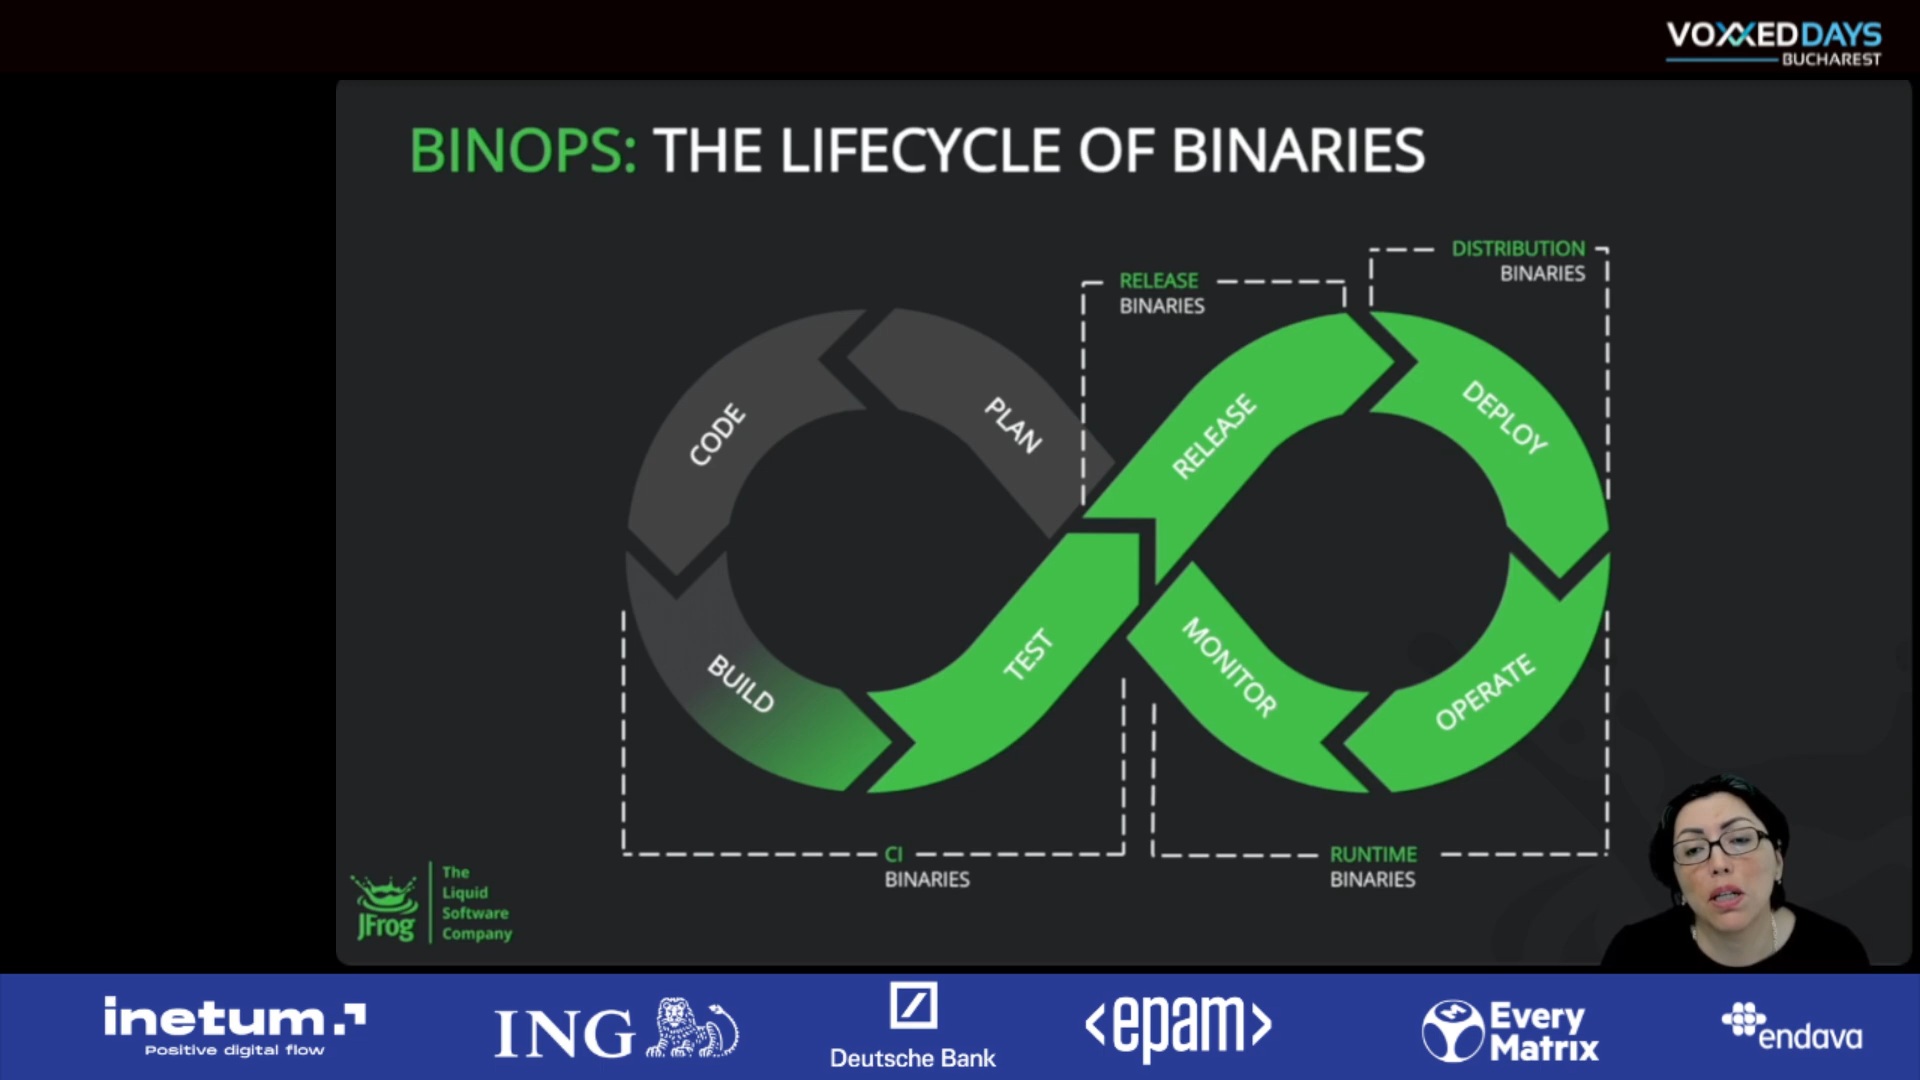 VOXXEDDAYS
BUCHAREST
BINOPS: THE LIFECYCLE OF BINARIES
DISTRIBUTION
BINARIES
RELEASE
BINARIES
CODE
PLAN
RELEASE
DEPLOY
BUILD
TEST
MONITOR
OPERATE
CI
BINARIES
RUNTIME
BINARIES
JFrog
The
Liquid
Software
Company
inetum.
Positive digital flow
ING
Deutsche Bank
<epam>
Every
Matrix
endava